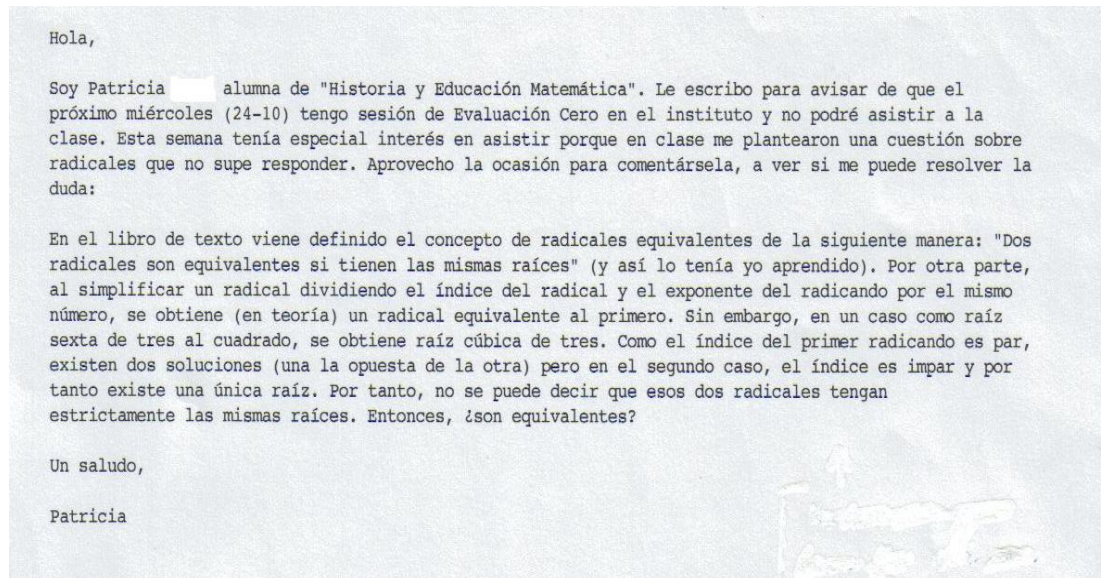 Hola,
Soy Patricia alumna de "Historia y Educación Matemática". Le escribo para avisar de que el
próximo miércoles (24-10) tengo sesión de Evaluación Cero en el instituto y no podré asistir a la
clase. Esta semana tenía especial interés en asistir porque en clase me plantearon una cuestión sobre
radicales que no supe responder. Aprovecho la ocasión para comentársela, a ver si me puede resolver la
duda:
En el libro de texto viene definido el concepto de radicales equivalentes de la siguiente manera: "Dos
radicales son equivalentes si tienen las mismas raíces" (y así lo tenía yo aprendido). Por otra parte,
al simplificar un radical dividiendo el índice del radical y el exponente del radicando por el mismo
número, se obtiene (en teoría) un radical equivalente al primero. Sin embargo, en un caso como raíz
sexta de tres al cuadrado, se obtiene raíz cúbica de tres. Como el índice del primer radicando es par,
existen dos soluciones (una la opuesta de la otra) pero en el segundo caso, el índice es impar y por
tanto existe una única raíz. Por tanto, no se puede decir que esos dos radicales tengan
estrictamente las mismas raíces. Entonces, ¿son equivalentes?
Un saludo,
Patricia